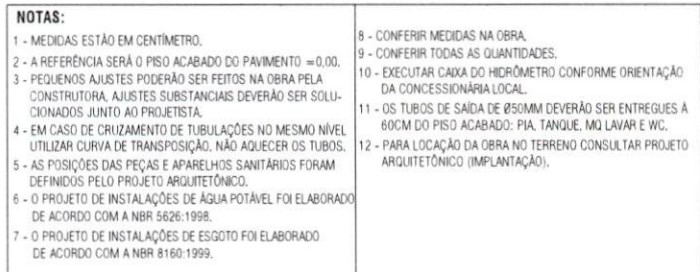 NOTAS:
1 - MEDIDAS ESTÃO EM CENTÍMETRO.
2 - A REFERÊNCIA SERÁ O PISO ACABADO DO PAVIMENTO =0,00.
3 - PEQUENOS AJUSTES PODERÃO SER FEITOS NA OBRA PELA
CONSTRUTORA, AJUSTES SUBSTANCIAIS DEVERÃO SER SOLU-
CIONADOS JUNTO AO PROJETISTA.
4 - EM CASO DE CRUZAMENTO DE TUBULAÇÕES NO MESMO NÍVEL
UTILIZAR CURVA DE TRANSPOSIÇÃO, NÃO AQUECER OS TUBOS.
5 - AS POSIÇÕES DAS PEÇAS E APARELHOS SANITÁRIOS FORAM
DEFINIDOS PELO PROJETO ARQUITETÔNICO.
6 - O PROJETO DE INSTALAÇÕES DE ÁGUA POTÁVEL FOI ELABORADO
DE ACORDO COM A NBR 5626:1998.
7 - O PROJETO DE INSTALAÇÕES DE ESGOTO FOI ELABORADO
DE ACORDO COM A NBR 8160:1999.
8 - CONFERIR MEDIDAS NA OBRA.
9 - CONFERIR TODAS AS QUANTIDADES.
10 - EXECUTAR CAIXA DO HIDRÔMETRO CONFORME ORIENTAÇÃO
DA CONCESSIONÁRIA LOCAL.
11 - OS TUBOS DE SAÍDA DE Ø50MM DEVERÃO SER ENTREGUES À
60CM DO PISO ACABADO: PIA, TANQUE, MQ LAVAR E WC.
12 - PARA LOCAÇÃO DA OBRA NO TERRENO CONSULTAR PROJETO
ARQUITETÔNICO (IMPLANTAÇÃO).